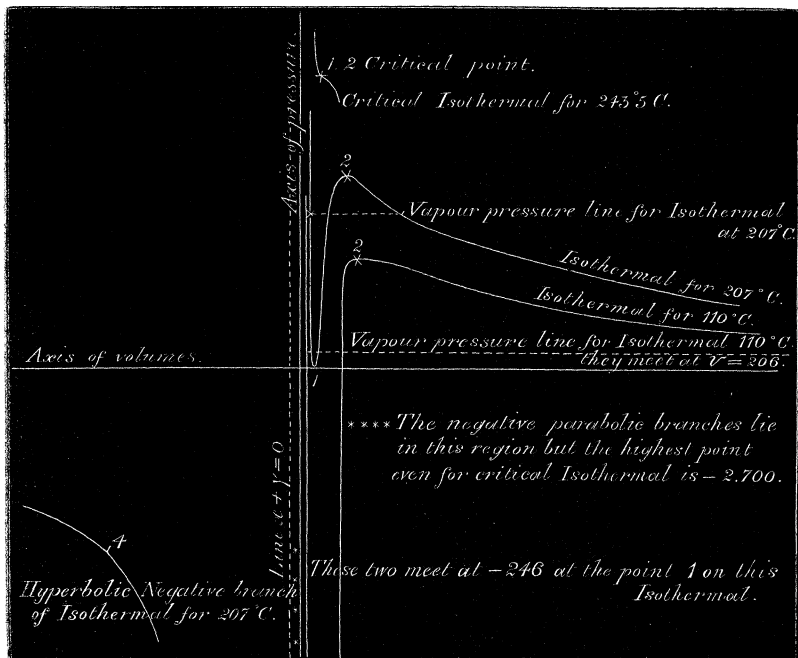 Axis of pressure
1. 2 Critical point.
Critical Isothermal for 243°5 C.
2
Vapour pressure line for Isothermal
at 207°C.
2
Isothermal for 207°C.
Isothermal for 110°C.
Vapour pressure line for Isothermal 110°C.
they meet at V = 206.
Axis of volumes.
1
**** The negative parabolic branches lie
in this region but the highest point
even for critical Isothermal is – 2.700.
Line x + γ = 0
4
These two meet at – 246 at the point 1 on this
Isothermal.
Hyperbolic Negative branch
of Isothermal for 207°C.